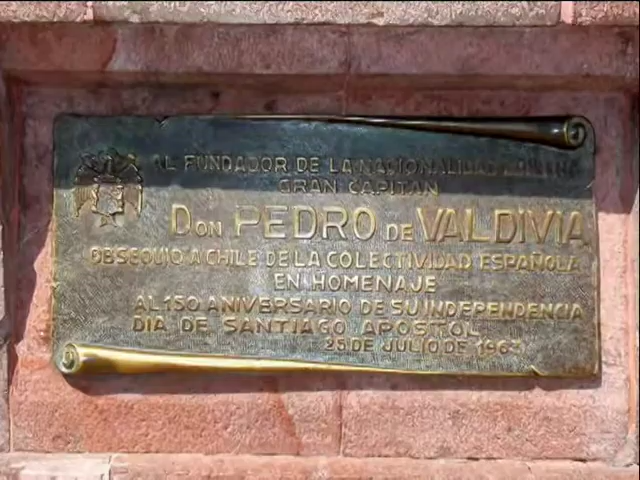 AL FUNDADOR DE LA NACIONALIDAD CHILENA
GRAN CAPITAN
DON PEDRO DE VALDIVIA
OBSEQUIO A CHILE DE LA COLECTIVIDAD ESPAÑOLA
EN HOMENAJE
AL 150 ANIVERSARIO DE SU INDEPENDENCIA
DIA DE SANTIAGO APOSTOL
25 DE JULIO DE